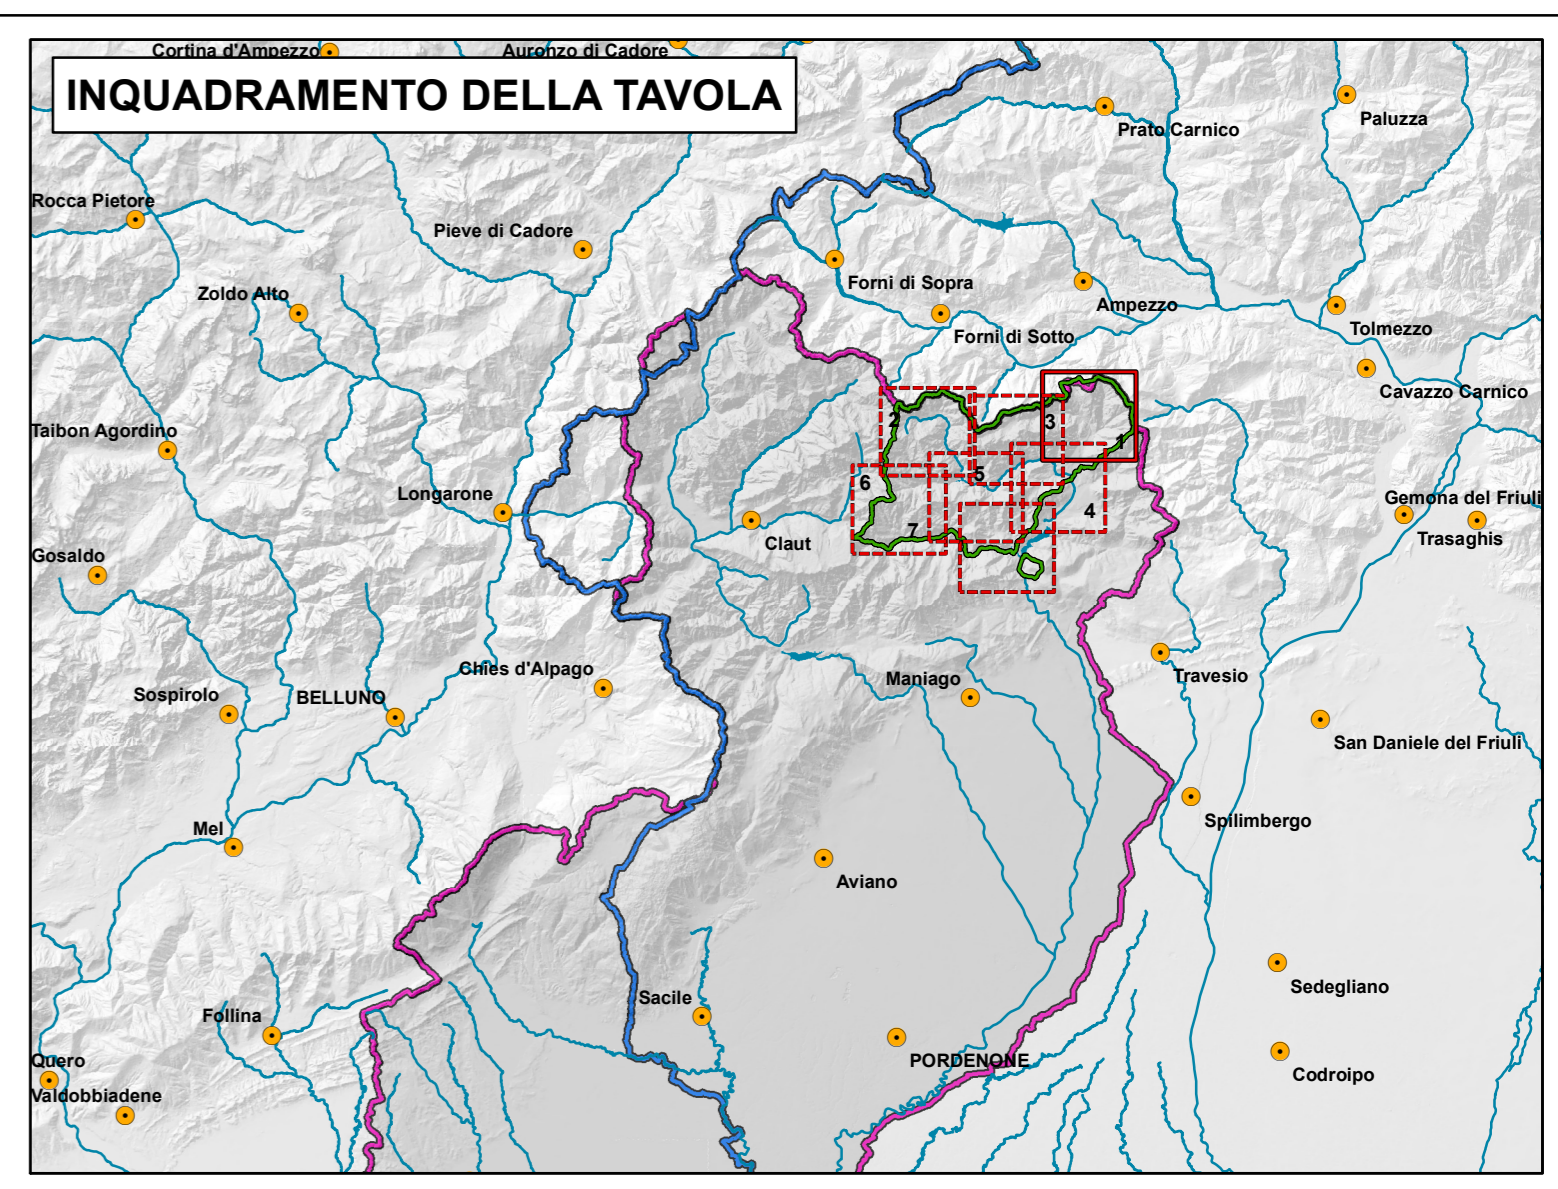 Cortina d'Ampezzo
Auronzo di Cadore
INQUADRAMENTO DELLA TAVOLA
Paluzza
Prato Carnico
Rocca Pietore
Pieve di Cadore
Forni di Sopra
Zoldo Alto
Ampezzo
Tolmezzo
Forni di Sotto
Cavazzo Carnico
2
3
1
Taibon Agordino
5
6
Longarone
Gemona del Friuli
4
7
Claut
Trasaghis
Gosaldo
Chies d'Alpago
Travesio
Maniago
Sospirolo
BELLUNO
San Daniele del Friuli
Spilimbergo
Mel
Aviano
Sedegliano
Sacile
Follina
Quero
PORDENONE
Codroipo
Valdobbiadene